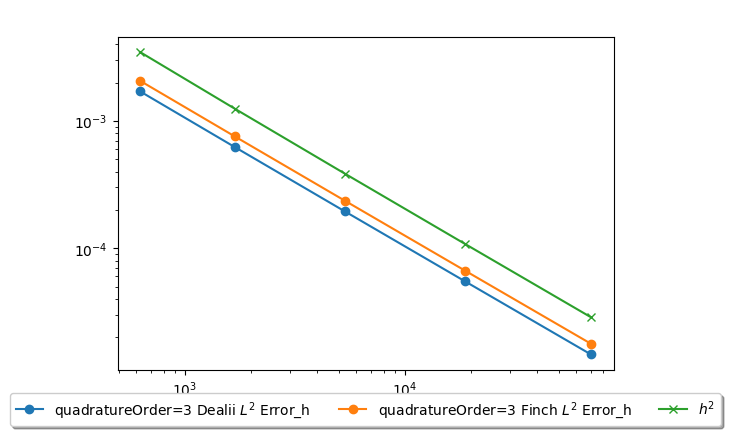 10⁻³
10⁻⁴
10³ 10⁴
quadratureOrder=3 Dealii L² Error_h quadratureOrder=3 Finch L² Error_h h²